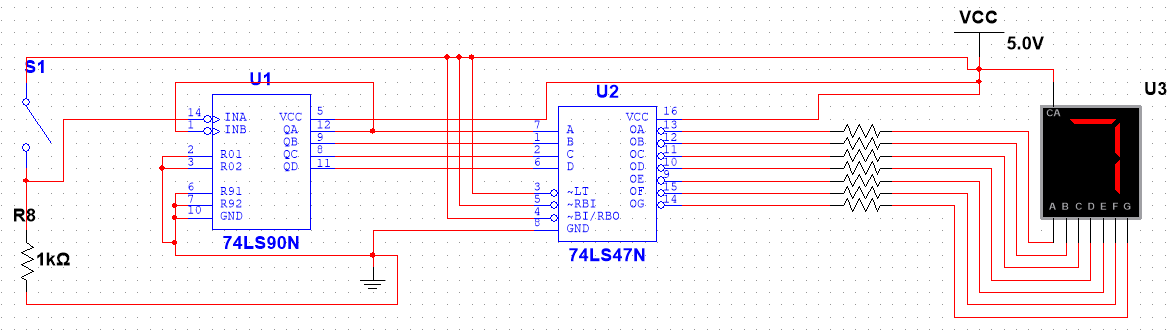 VCC
5.0V
S1
U1
U2
U3
14 INA
1 INB
2 R01
3 R02
6 R91
7 R92
10 GND
VCC 5
QA 12
QB 9
QC 8
QD 11
74LS90N
7 A
1 B
2 C
6 D
3 ~LT
5 ~RBI
4 ~BI/RBO
8 GND
VCC 16
OA 13
OB 12
OC 11
OD 10
OE 9
OF 15
OG 14
74LS47N
CA
A B C D E F G
R8
1kΩ